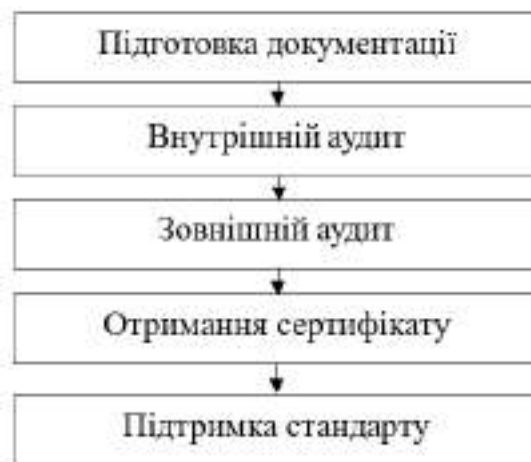 Підготовка документації
Внутрішній аудит
Зовнішній аудит
Отримання сертифікату
Підтримка стандарту